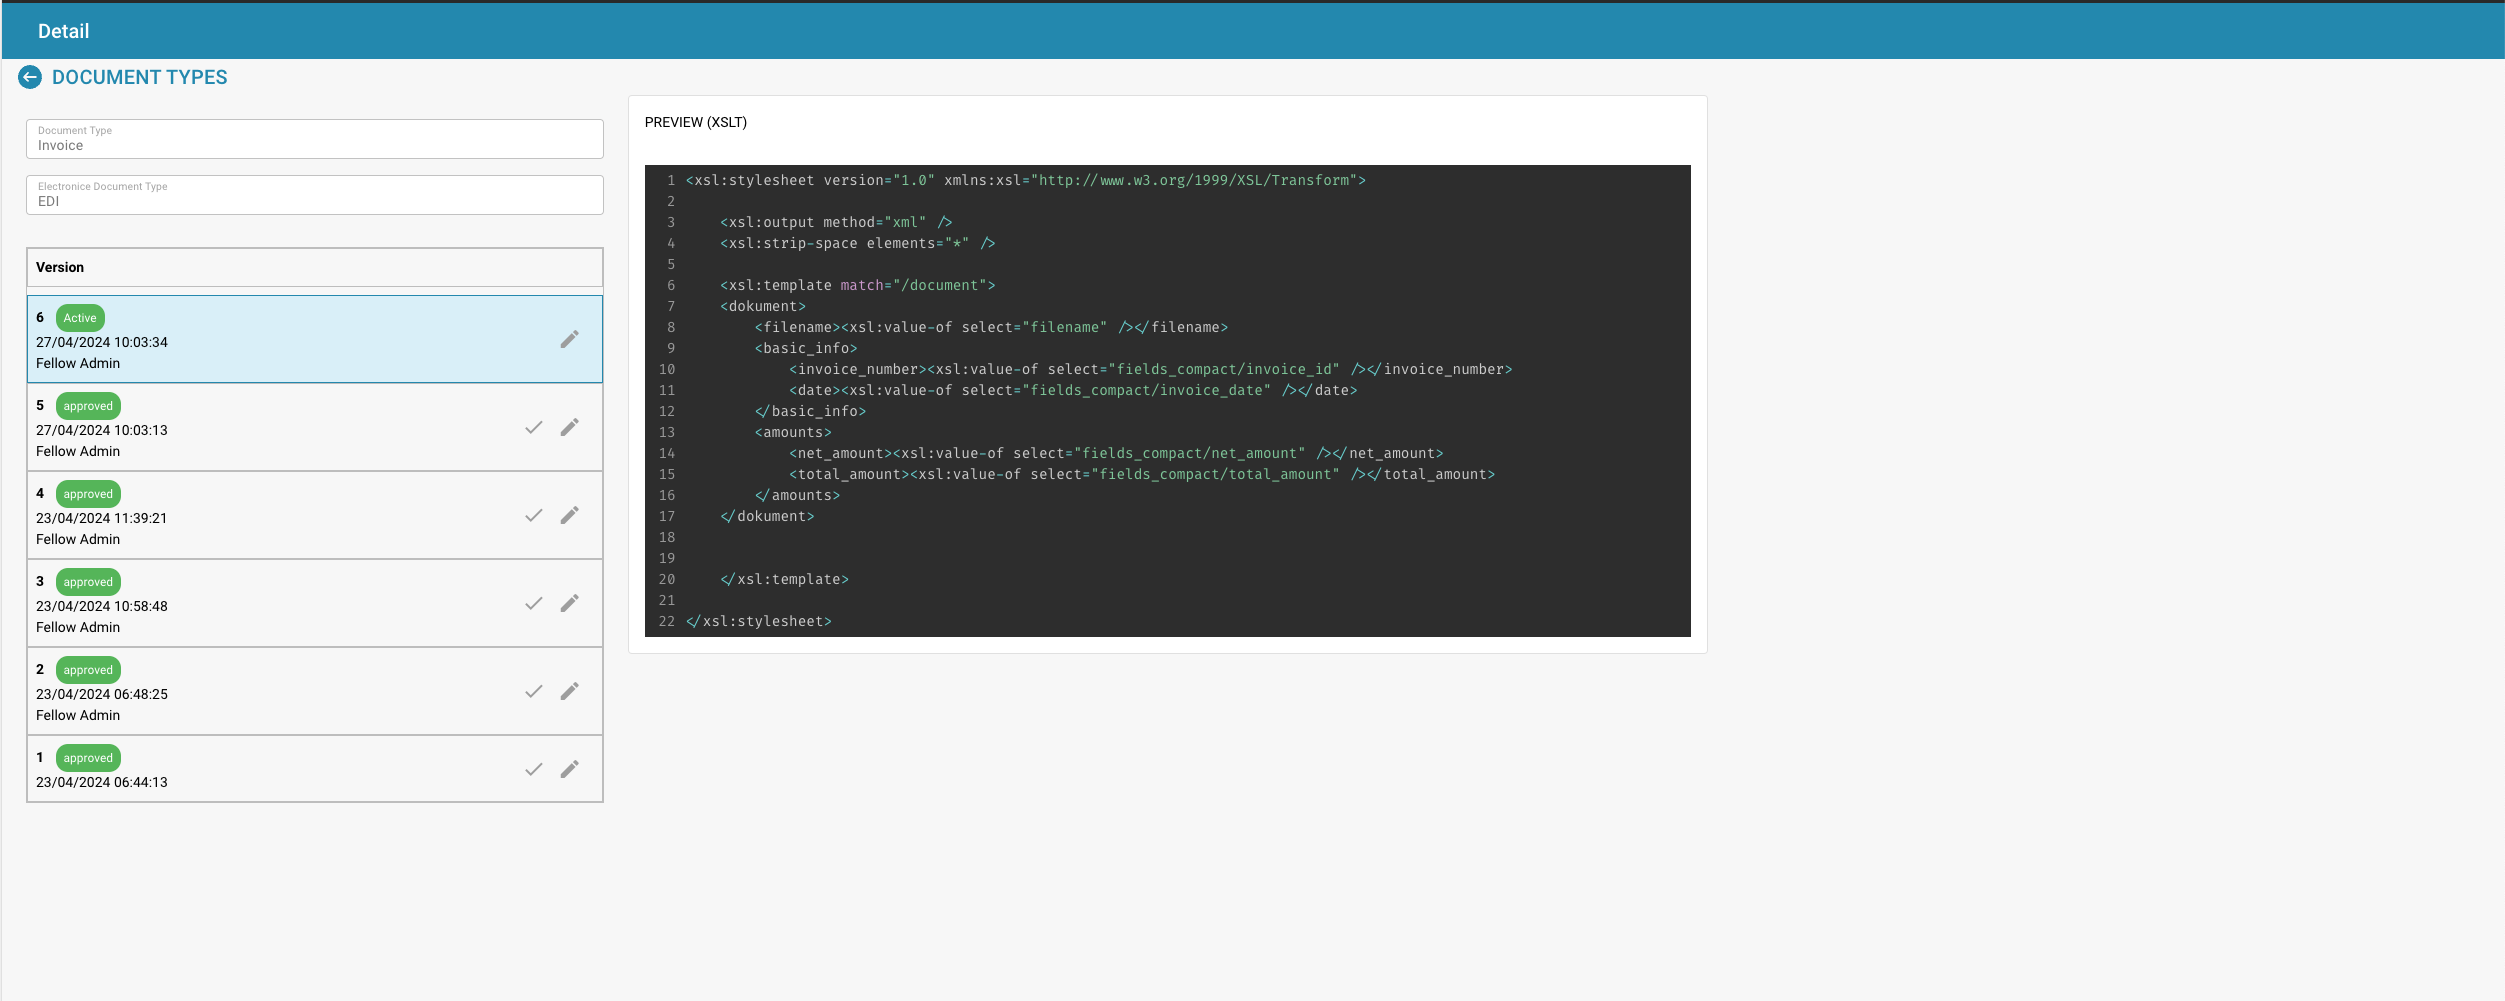 Detail
DOCUMENT TYPES
Document Type
Invoice
Electronice Document Type
EDI
Version
6 Active
27/04/2024 10:03:34
Fellow Admin
5 approved
27/04/2024 10:03:13
Fellow Admin
4 approved
23/04/2024 11:39:21
Fellow Admin
3 approved
23/04/2024 10:58:48
Fellow Admin
2 approved
23/04/2024 06:48:25
Fellow Admin
1 approved
23/04/2024 06:44:13
PREVIEW (XSLT)
1 <xsl:stylesheet version="1.0" xmlns:xsl="http://www.w3.org/1999/XSL/Transform">
2
3 <xsl:output method="xml" />
4 <xsl:strip-space elements="*" />
5
6 <xsl:template match="/document">
7 <dokument>
8 <filename><xsl:value-of select="filename" /></filename>
9 <basic_info>
10 <invoice_number><xsl:value-of select="fields_compact/invoice_id" /></invoice_number>
11 <date><xsl:value-of select="fields_compact/invoice_date" /></date>
12 </basic_info>
13 <amounts>
14 <net_amount><xsl:value-of select="fields_compact/net_amount" /></net_amount>
15 <total_amount><xsl:value-of select="fields_compact/total_amount" /></total_amount>
16 </amounts>
17 </dokument>
18
19
20 </xsl:template>
21
22 </xsl:stylesheet>